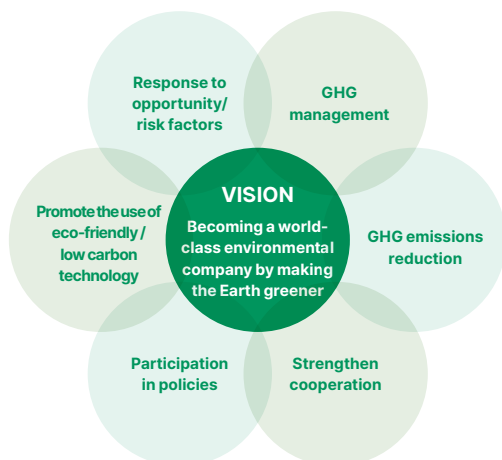 Response to
opportunity/
risk factors
GHG
management
Promote the use of
eco-friendly /
low carbon
technology
VISION
Becoming a world-
class environmental
company by making
the Earth greener
GHG emissions
reduction
Participation
in policies
Strengthen
cooperation